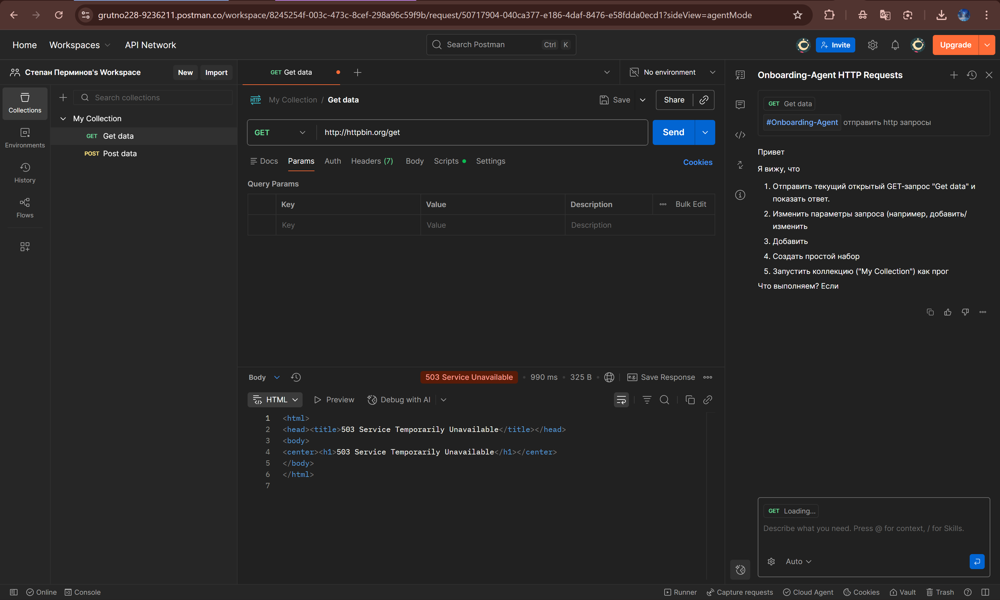 grutno228-9236211.postman.co/workspace/8245254f-003c-473c-8cef-298a96c59f9b/request/50717904-040ca377-e186-4daf-8476-e58fdda0ecd1?sideView=agentMode
Home Workspaces API Network
Search Postman Ctrl K
Invite
Upgrade
Степан Перминов's Workspace
New Import
GET Get data
No environment
Collections
Environments
History
Flows
Search collections
My Collection
GET Get data
POST Post data
HTTP My Collection / Get data
Save
Share
GET http://httpbin.org/get
Send
Docs Params Auth Headers (7) Body Scripts Settings
Cookies
Query Params
Key Value Description Bulk Edit
Key Value Description
Body
503 Service Unavailable • 990 ms • 325 B
e.g. Save Response
HTML Preview Debug with AI
1 <html>
2 <head><title>503 Service Temporarily Unavailable</title></head>
3 <body>
4 <center><h1>503 Service Temporarily Unavailable</h1></center>
5 </body>
6 </html>
7
Onboarding-Agent HTTP Requests
GET Get data
#Onboarding-Agent отправить http запросы
Привет
Я вижу, что
1. Отправить текущий открытый GET-запрос "Get data" и
показать ответ.
2. Изменить параметры запроса (например, добавить/
изменить
3. Добавить
4. Создать простой набор
5. Запустить коллекцию ("My Collection") как прог
Что выполняем? Если
GET Loading...
Describe what you need. Press @ for context, / for Skills.
Auto
Online Console
Runner Capture requests Cloud Agent Cookies Vault Trash